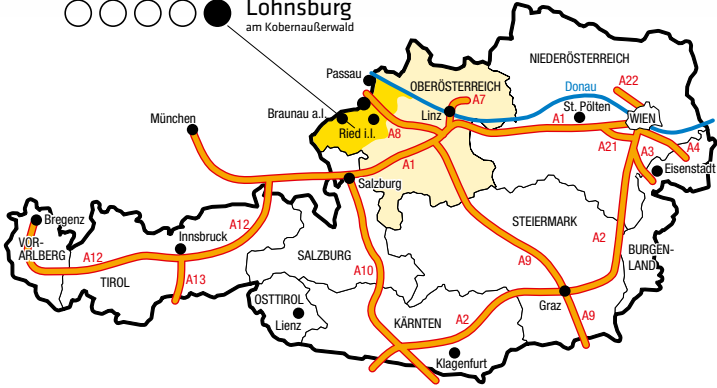 Lohnsburg
am Kobernaußerwald
NIEDERÖSTERREICH
Passau
OBERÖSTERREICH
A22
Donau
A7
St. Pölten
Braunau a.I.
Linz
München
WIEN
A1
Ried i.I.
A8
A21
A3
A4
A1
Eisenstadt
Salzburg
Bregenz
STEIERMARK
A12
Innsbruck
A2
VOR-
ARLBERG
BURGEN-
LAND
SALZBURG
A12
A9
A10
TIROL
A13
OSTTIROL
Graz
Lienz
KÄRNTEN
A2
A9
Klagenfurt